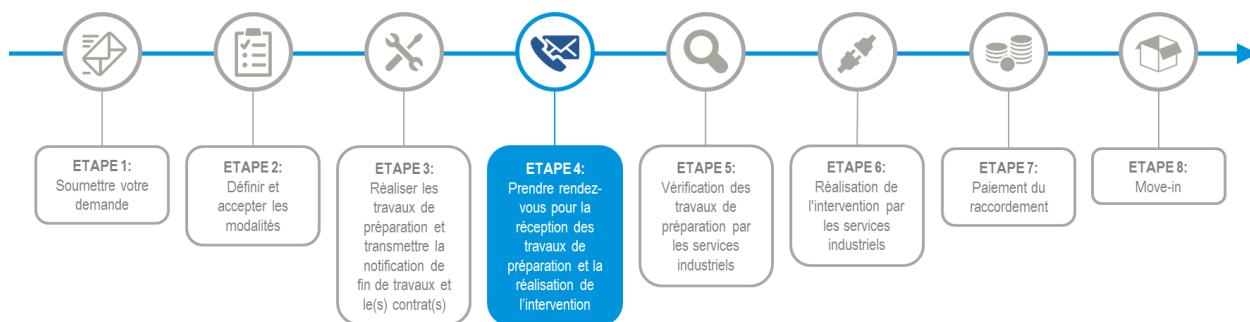 ETAPE 1:
Soumettre votre
demande
ETAPE 2:
Définir et
accepter les
modalités
ETAPE 3:
Réaliser les
travaux de
préparation et
transmettre la
notification de
fin de travaux et
le(s) contrat(s)
ETAPE 4:
Prendre rendez-
vous pour la
réception des
travaux de
préparation et la
réalisation de
l'intervention
ETAPE 5:
Vérification des
travaux de
préparation par
les services
industriels
ETAPE 6:
Réalisation de
l'intervention par
les services
industriels
ETAPE 7:
Paiement du
raccordement
ETAPE 8:
Move-in